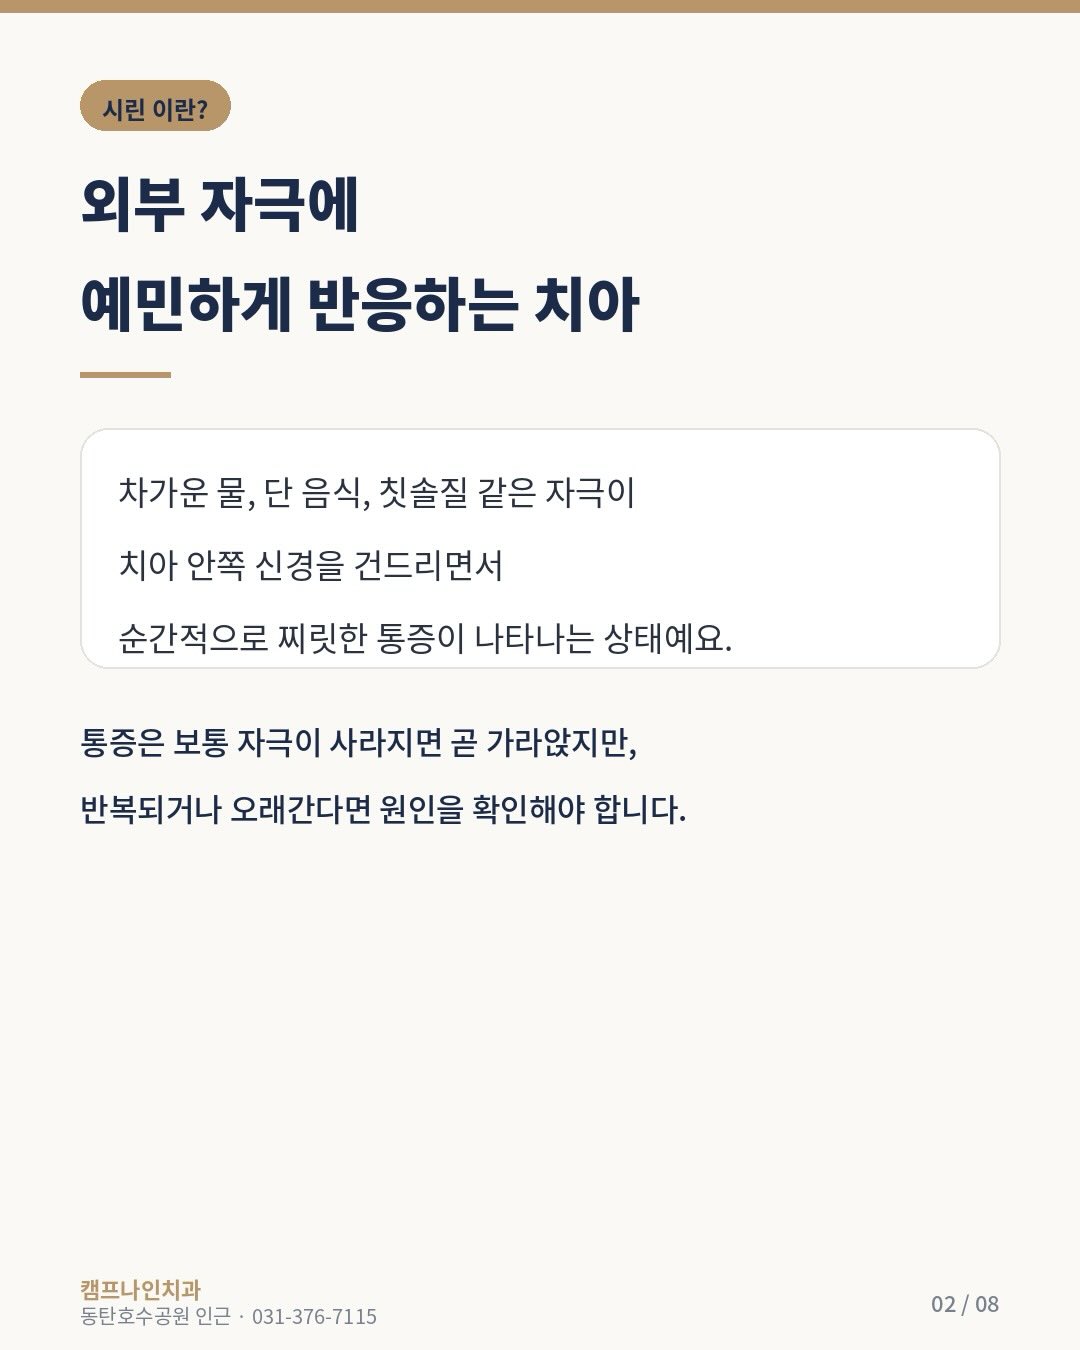 시린 이란?
외부 자극에
예민하게 반응하는 치아
차가운 물, 단 음식, 칫솔질 같은 자극이
치아 안쪽 신경을 건드리면서
순간적으로 찌릿한 통증이 나타나는 상태예요.
통증은 보통 자극이 사라지면 곧 가라앉지만,
반복되거나 오래간다면 원인을 확인해야 합니다.
캠프나인치과
동탄호수공원 인근 · 031-376-7115
02 / 08